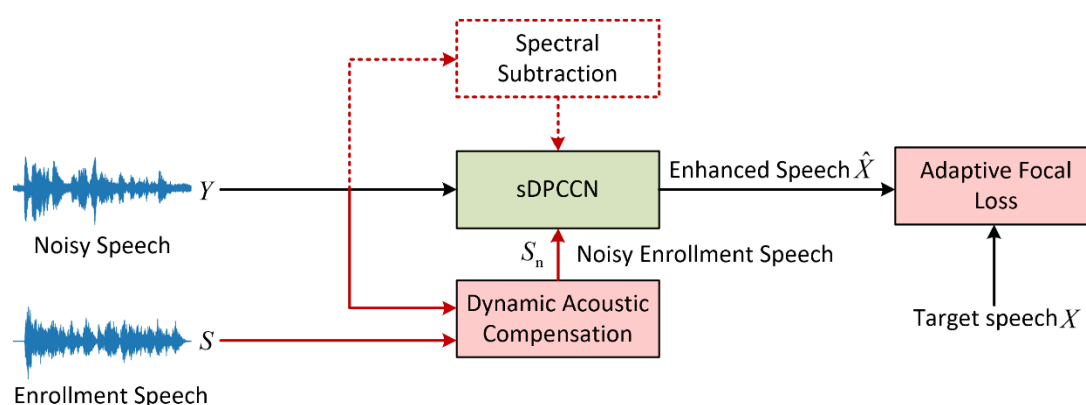 Spectral
Subtraction
Y
Noisy Speech
sDPCCN
Enhanced Speech X̂
Adaptive Focal
Loss
Sₙ Noisy Enrollment Speech
Dynamic Acoustic
Compensation
Target speech X
S
Enrollment Speech